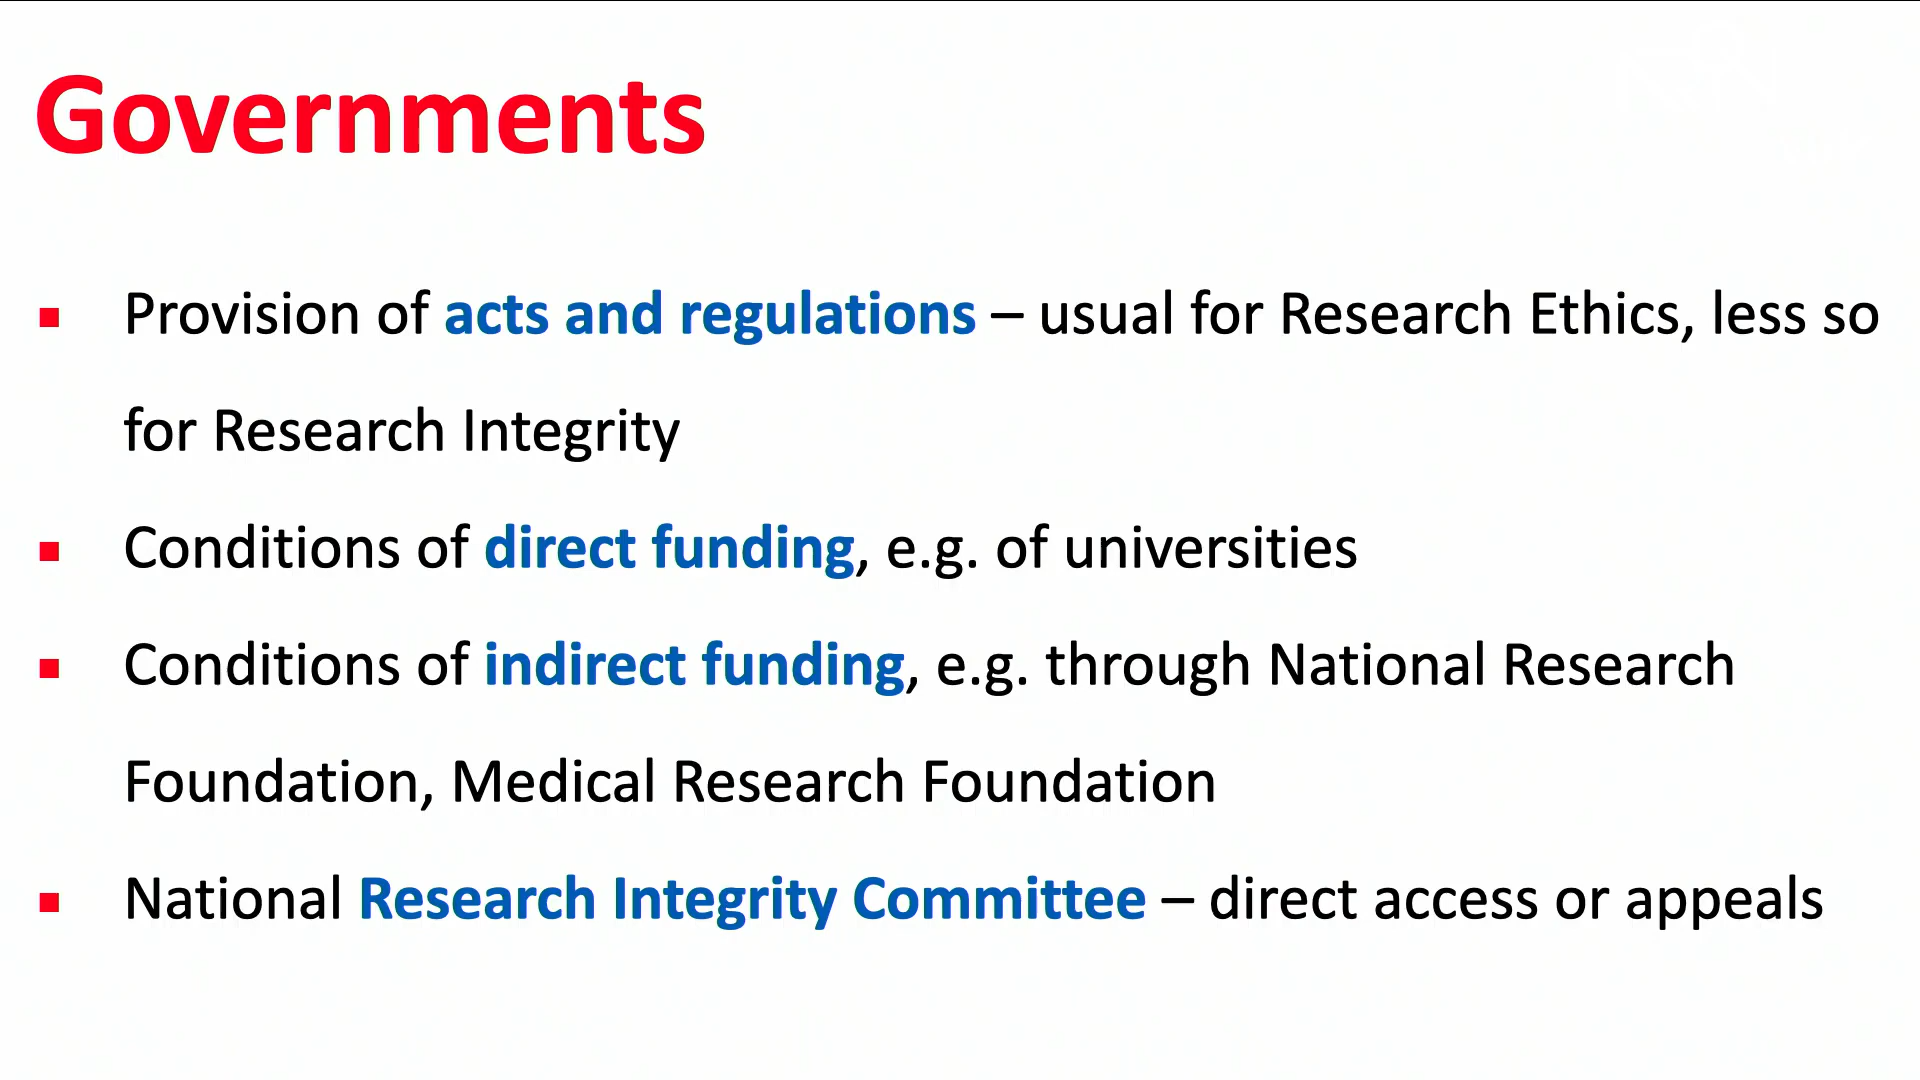 Governments
▪ Provision of acts and regulations – usual for Research Ethics, less so
for Research Integrity
▪ Conditions of direct funding, e.g. of universities
▪ Conditions of indirect funding, e.g. through National Research
Foundation, Medical Research Foundation
▪ National Research Integrity Committee – direct access or appeals